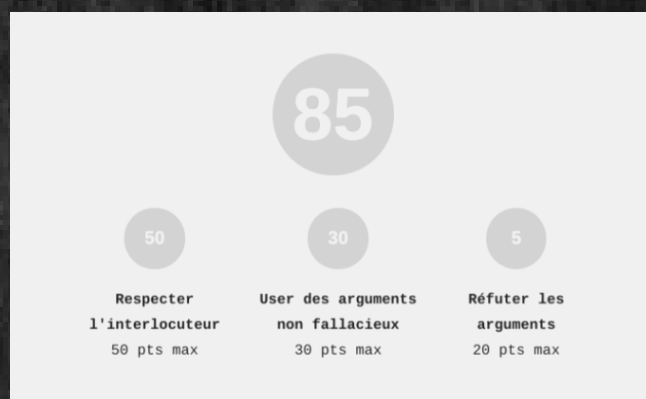 85
50
30
5
Respecter
l'interlocuteur
50 pts max
User des arguments
non fallacieux
30 pts max
Réfuter les
arguments
20 pts max